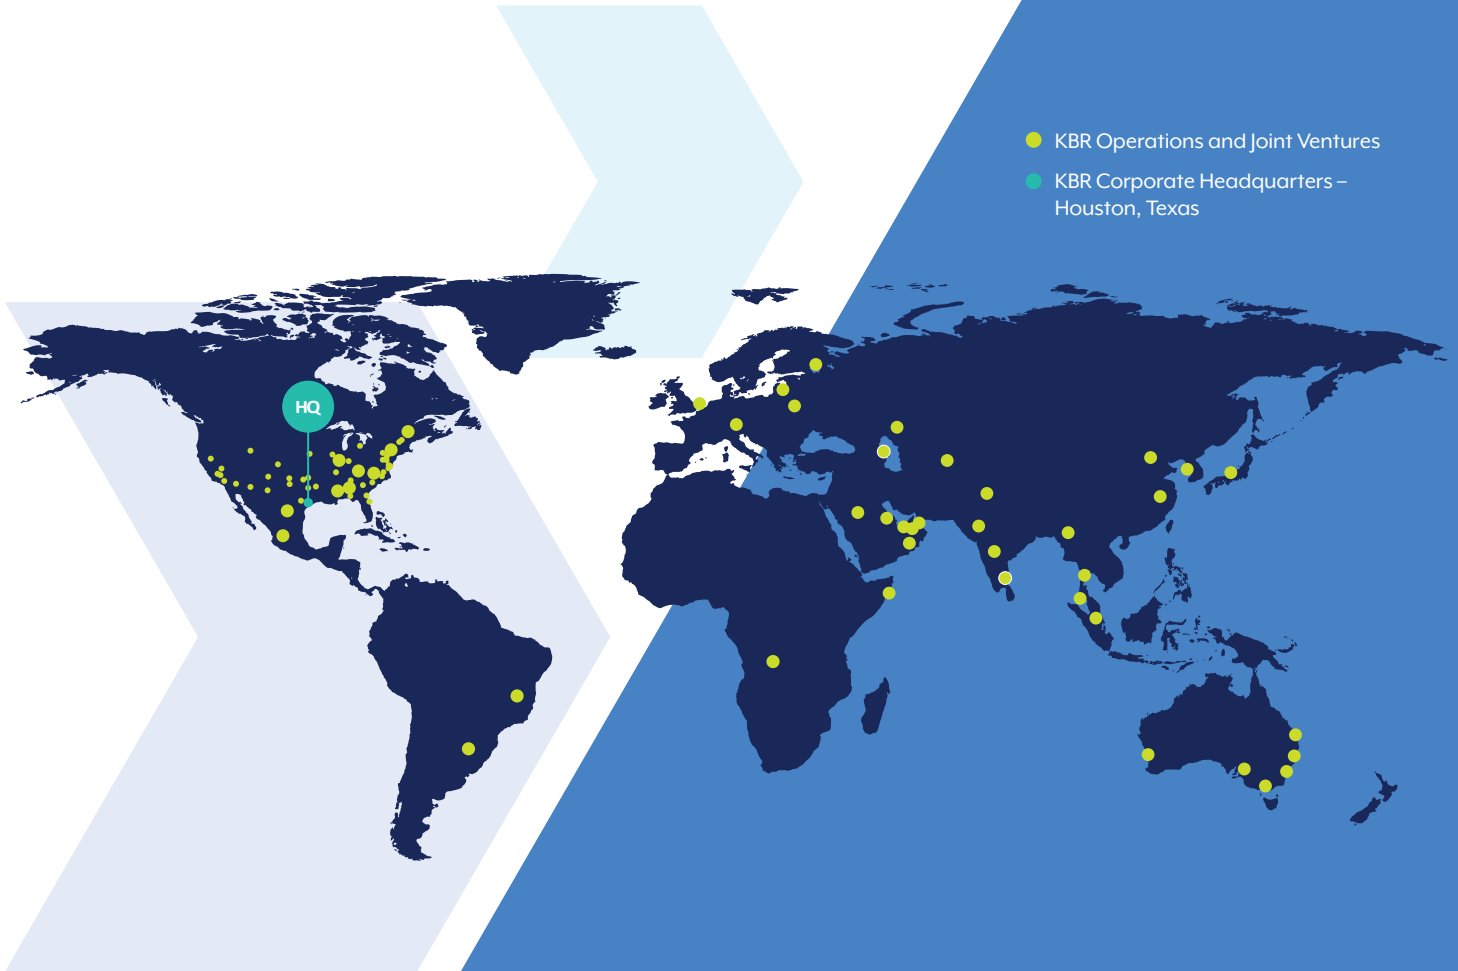 KBR Operations and Joint Ventures
KBR Corporate Headquarters –
Houston, Texas
HQ